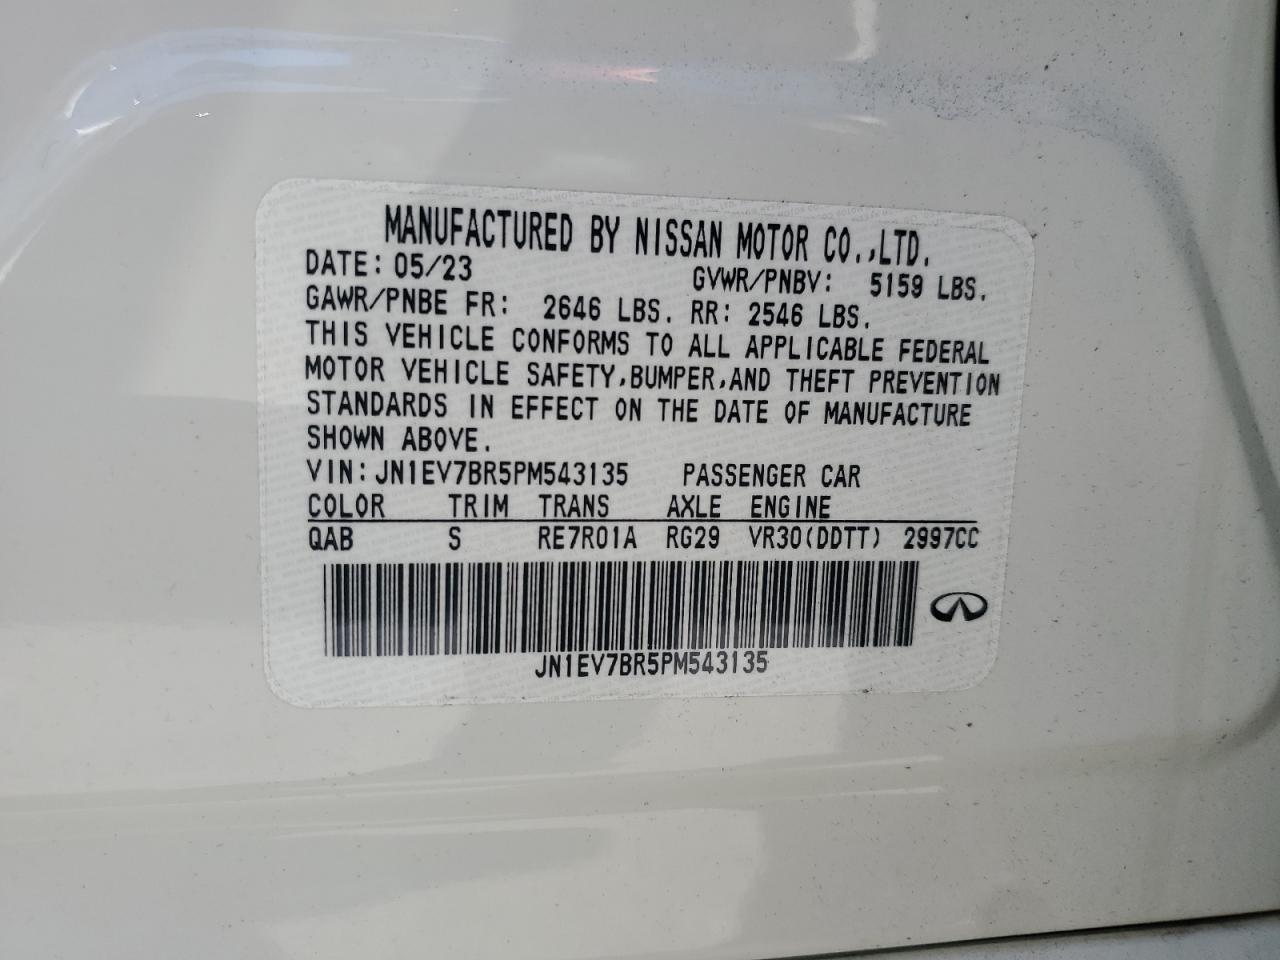 MANUFACTURED BY NISSAN MOTOR CO.,LTD.
DATE: 05/23 GVWR/PNBV: 5159 LBS.
GAWR/PNBE FR: 2646 LBS. RR: 2546 LBS.
THIS VEHICLE CONFORMS TO ALL APPLICABLE FEDERAL
MOTOR VEHICLE SAFETY,BUMPER,AND THEFT PREVENTION
STANDARDS IN EFFECT ON THE DATE OF MANUFACTURE
SHOWN ABOVE.
VIN: JN1EV7BR5PM543135 PASSENGER CAR
COLOR TRIM TRANS AXLE ENGINE
QAB S RE7R01A RG29 VR30(DDTT) 2997CC
JN1EV7BR5PM543135